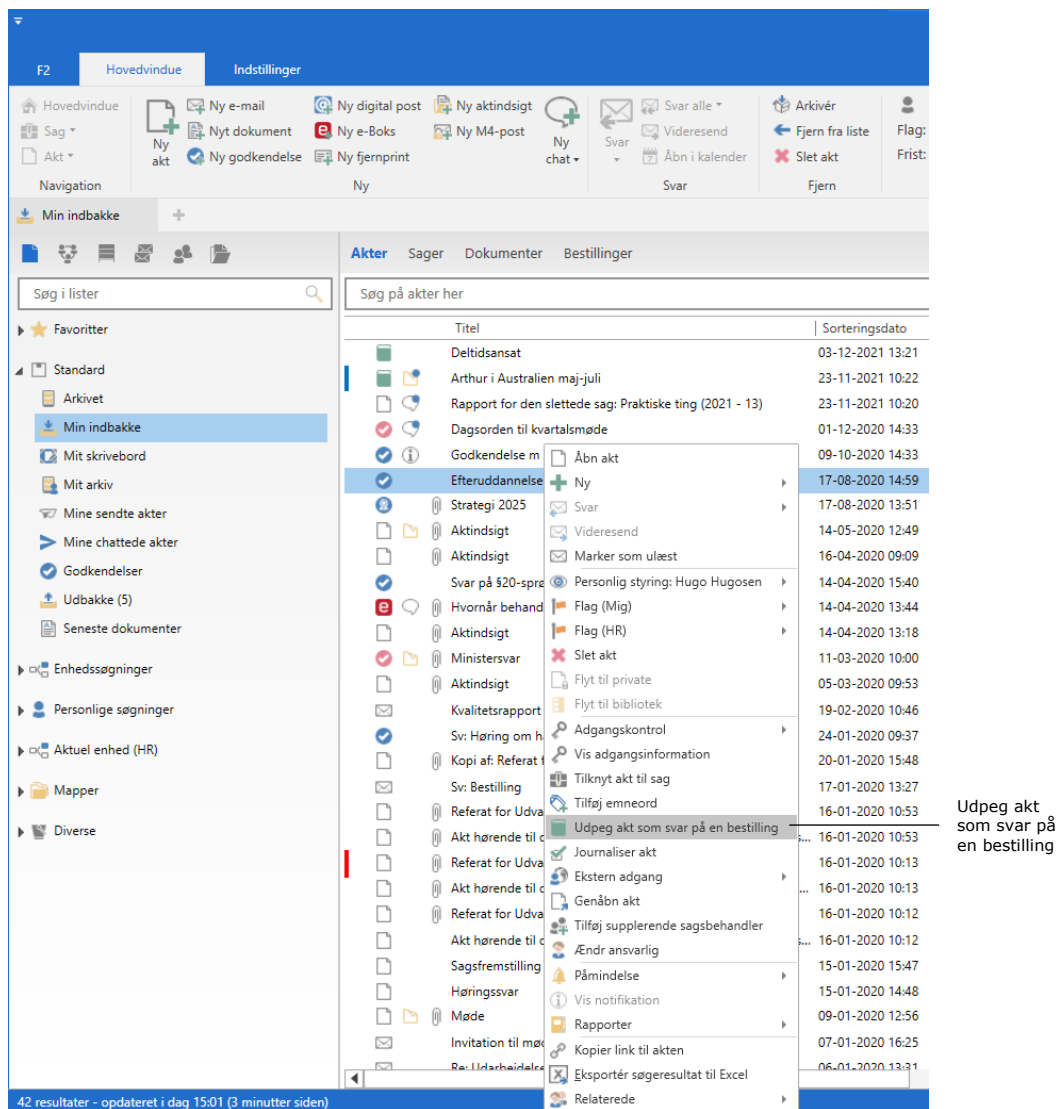 F2 Hovedvindue Indstillinger
Hovedvindue
Sag
Akt
Navigation
Ny akt
Ny e-mail
Nyt dokument
Ny godkendelse
Ny digital post
Ny e-Boks
Ny fjernprint
Ny aktindsigt
Ny M4-post
Ny chat
Ny
Svar
Svar alle
Videresend
Åbn i kalender
Svar
Arkivér
Fjern fra liste
Slet akt
Fjern
Flag:
Frist:
Min indbakke
Søg i lister
Favoritter
Standard
Arkivet
Min indbakke
Mit skrivebord
Mit arkiv
Mine sendte akter
Mine chattede akter
Godkendelser
Udbakke (5)
Seneste dokumenter
Enhedssøgninger
Personlige søgninger
Aktuel enhed (HR)
Mapper
Diverse
Akter Sager Dokumenter Bestillinger
Søg på akter her
Titel Sorteringsdato
Deltidsansat 03-12-2021 13:21
Arthur i Australien maj-juli 23-11-2021 10:22
Rapport for den slettede sag: Praktiske ting (2021 - 13) 23-11-2021 10:20
Dagsorden til kvartalsmøde 01-12-2020 14:33
Godkendelse m 09-10-2020 14:33
Efteruddannelse 17-08-2020 14:59
Strategi 2025 17-08-2020 13:51
Aktindsigt 14-05-2020 12:49
Aktindsigt 16-04-2020 09:09
Svar på §20-spr 14-04-2020 15:40
Hvornår behand 14-04-2020 13:44
Aktindsigt 14-04-2020 13:18
Ministersvar 11-03-2020 10:00
Aktindsigt 05-03-2020 09:53
Kvalitetsrapport 19-02-2020 10:46
Sv: Høring om h 24-01-2020 09:37
Kopi af: Referat f 20-01-2020 15:48
Sv: Bestilling 17-01-2020 13:27
Referat for Udva 16-01-2020 10:53
Akt hørende til d s... 16-01-2020 10:53
Referat for Udva 16-01-2020 10:13
Akt hørende til d ... 16-01-2020 10:13
Referat for Udva 16-01-2020 10:12
Akt hørende til d s... 16-01-2020 10:12
Sagsfremstilling 15-01-2020 15:47
Høringssvar 15-01-2020 14:48
Møde 09-01-2020 12:56
Invitation til mø 07-01-2020 16:25
Re: Udarbejdelse 06-01-2020 13:31
Åbn akt
Ny
Svar
Videresend
Marker som ulæst
Personlig styring: Hugo Hugosen
Flag (Mig)
Flag (HR)
Slet akt
Flyt til private
Flyt til bibliotek
Adgangskontrol
Vis adgangsinformation
Tilknyt akt til sag
Tilføj emneord
Udpeg akt som svar på en bestilling
Journaliser akt
Ekstern adgang
Genåbn akt
Tilføj supplerende sagsbehandler
Ændr ansvarlig
Påmindelse
Vis notifikation
Rapporter
Kopier link til akten
Eksportér søgeresultat til Excel
Relaterede
Udpeg akt
som svar på
en bestilling
42 resultater - opdateret i dag 15:01 (3 minutter siden)